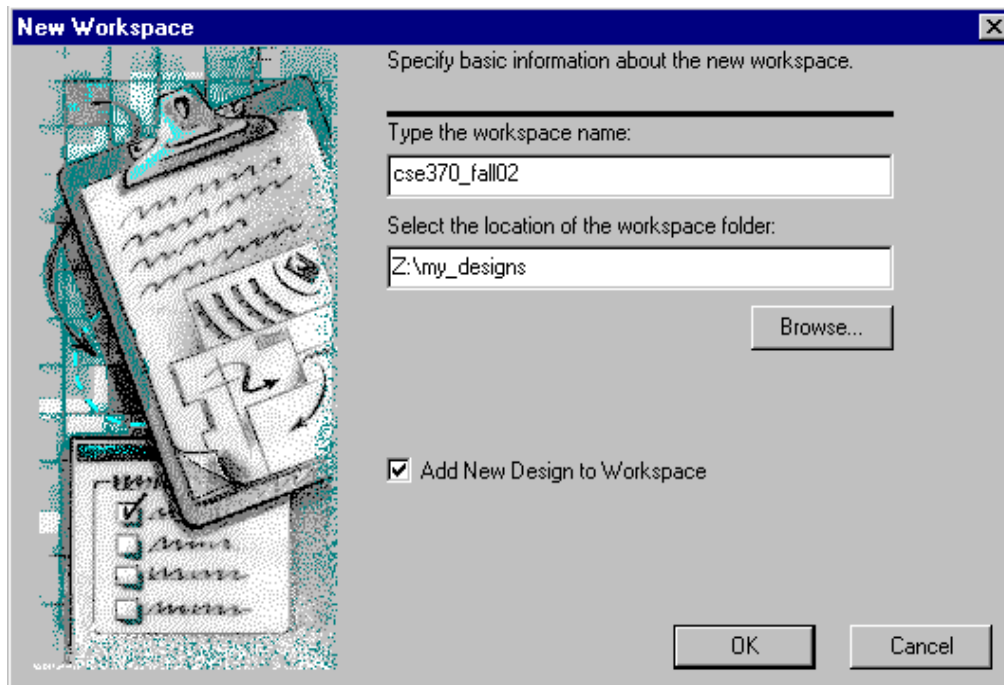 New Workspace
Specify basic information about the new workspace.
Type the workspace name:
cse370_fall02
Select the location of the workspace folder:
Z:\my_designs
Browse...
Add New Design to Workspace
OK
Cancel